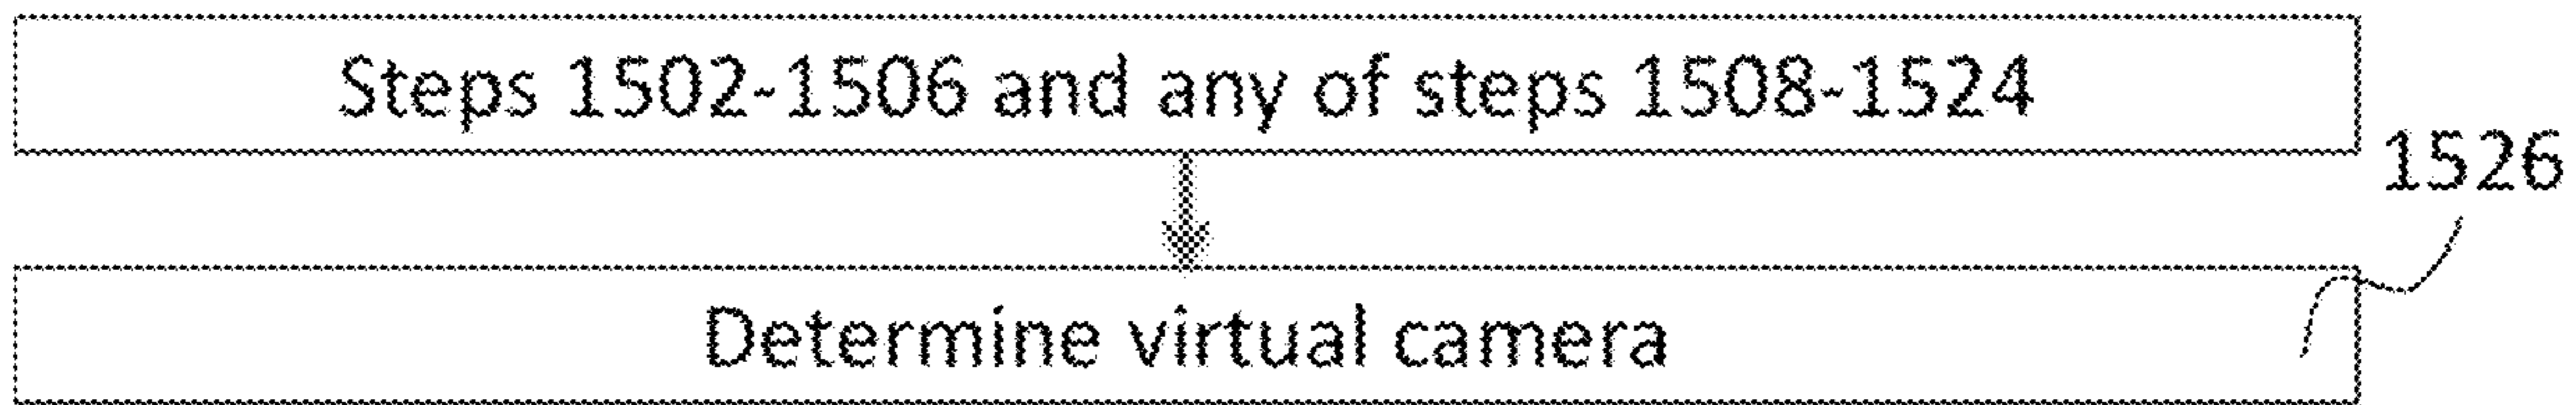 Steps 1502-1506 and any of steps 1508-1524
1526
Determine virtual camera